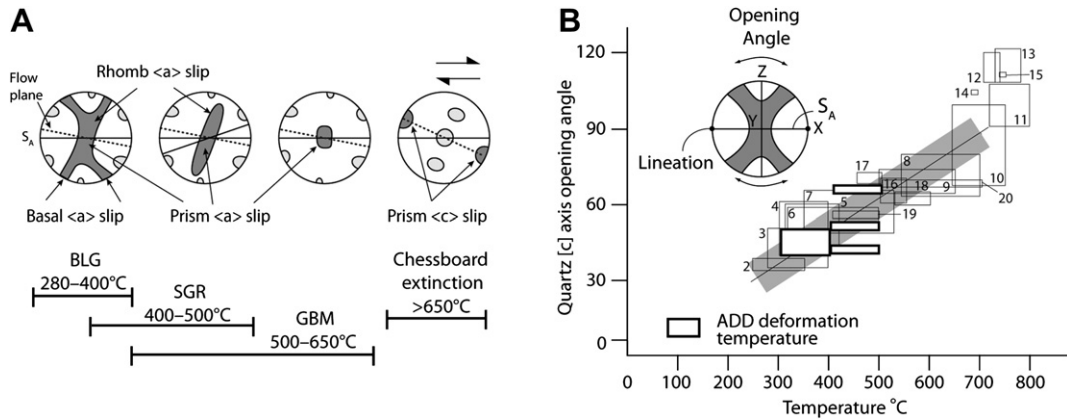 A
Rhomb <a> slip
Flow
plane
S_A
Basal <a> slip
Prism <a> slip
Prism <c> slip
BLG
280–400°C
SGR
400–500°C
GBM
500–650°C
Chessboard
extinction
>650°C
B
Opening
Angle
Z
Y
S_A
X
Lineation
Quartz [c] axis opening angle
120
90
60
30
0
0
100
200
300
400
500
600
700
800
Temperature °C
13
12
15
14
11
17
8
10
16
18
9
20
7
4
5
6
19
3
2
ADD deformation
temperature